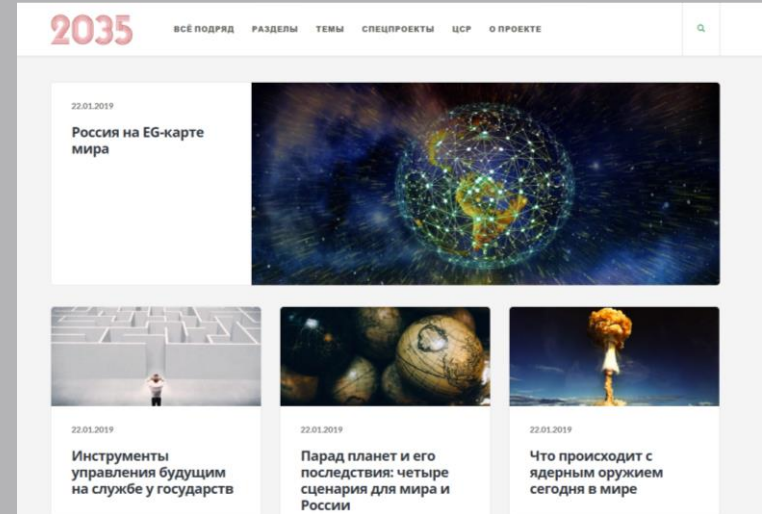 2035
ВСЁ ПОДРЯД РАЗДЕЛЫ ТЕМЫ СПЕЦПРОЕКТЫ ЦСР О ПРОЕКТЕ
22.01.2019
Россия на EG-карте
мира
22.01.2019
Инструменты
управления будущим
на службе у государств
22.01.2019
Парад планет и его
последствия: четыре
сценария для мира и
России
22.01.2019
Что происходит с
ядерным оружием
сегодня в мире